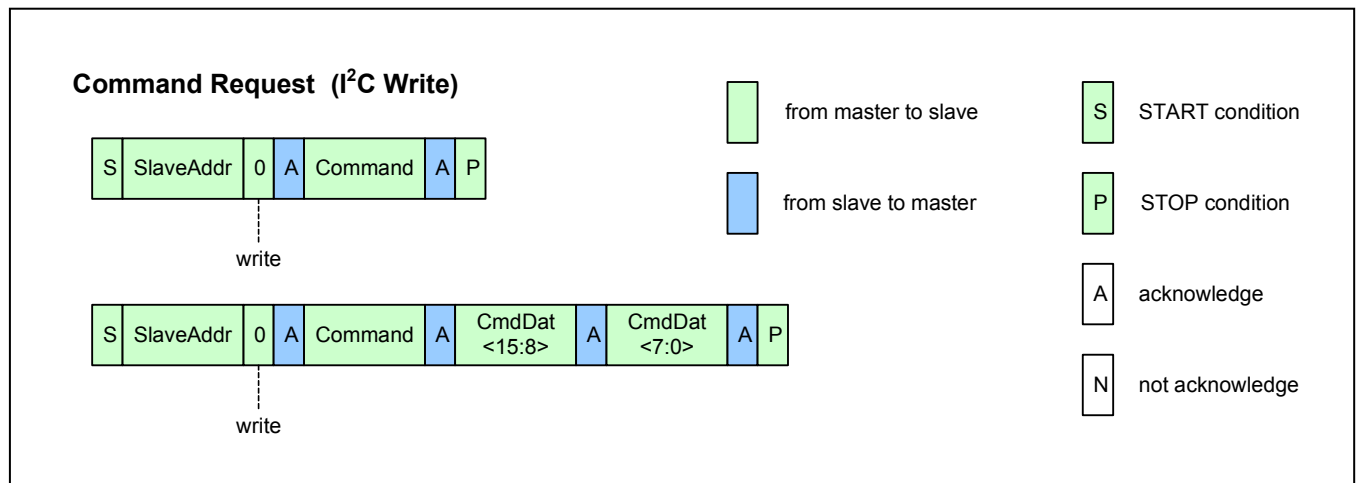 Command Request (I²C Write)
S SlaveAddr 0 A Command A P
write
S SlaveAddr 0 A Command A CmdDat <15:8> A CmdDat <7:0> A P
write
from master to slave
from slave to master
S START condition
P STOP condition
A acknowledge
N not acknowledge